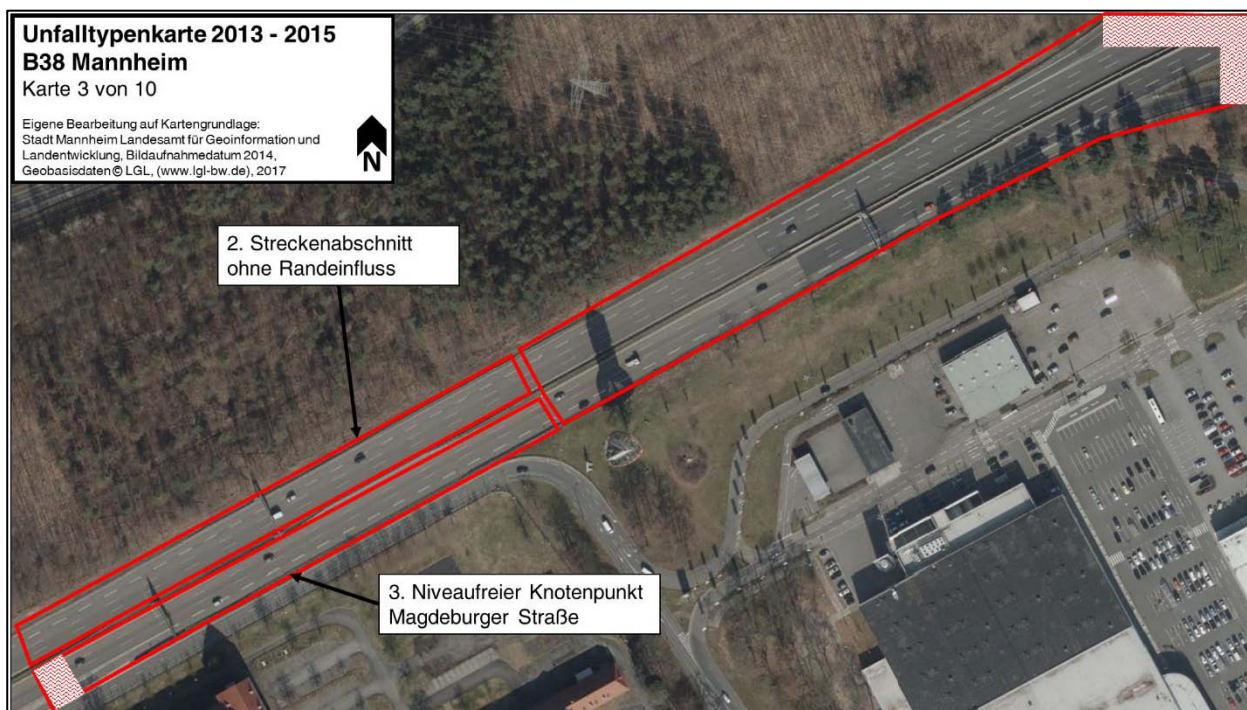 Unfalltypenkarte 2013 - 2015
B38 Mannheim
Karte 3 von 10
Eigene Bearbeitung auf Kartengrundlage:
Stadt Mannheim Landesamt für Geoinformation und
Landentwicklung, Bildaufnahmedatum 2014,
Geobasisdaten © LGL, (www.lgl-bw.de), 2017
N
2. Streckenabschnitt
ohne Randeinfluss
3. Niveaufreier Knotenpunkt
Magdeburger Straße